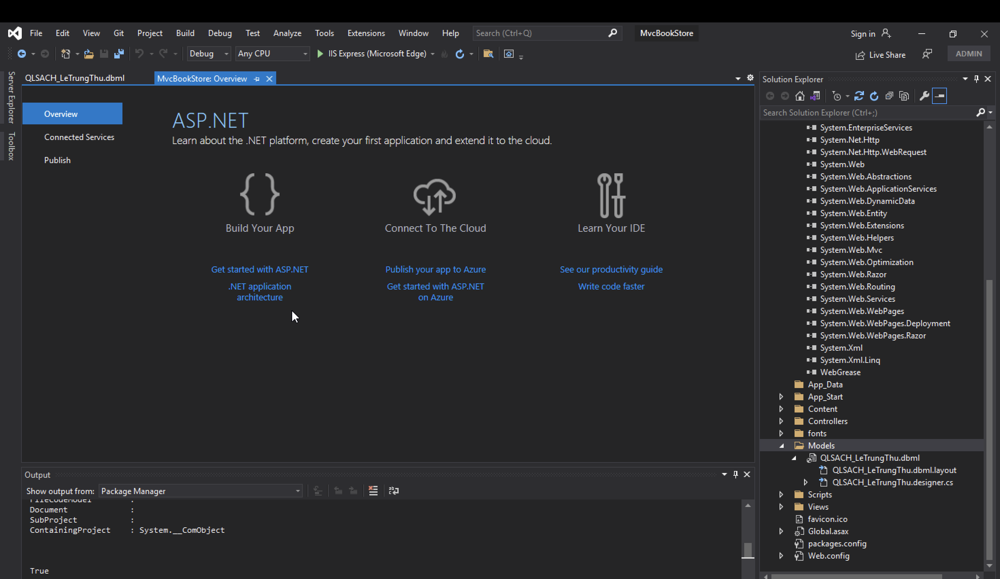 File Edit View Git Project Build Debug Test Analyze Tools Extensions Window Help Search (Ctrl+Q) MvcBookStore Sign in
Debug Any CPU IIS Express (Microsoft Edge) Live Share ADMIN
Server Explorer
Toolbox
QLSACH_LeTrungThu.dbml MvcBookStore: Overview
Overview
Connected Services
Publish
ASP.NET
Learn about the .NET platform, create your first application and extend it to the cloud.
Build Your App
Get started with ASP.NET
.NET application
architecture
Connect To The Cloud
Publish your app to Azure
Get started with ASP.NET
on Azure
Learn Your IDE
See our productivity guide
Write code faster
Output
Show output from: Package Manager
FileCodeModel :
Document :
SubProject :
ContainingProject : System.__ComObject
True
Solution Explorer
Search Solution Explorer (Ctrl+;)
System.EnterpriseServices
System.Net.Http
System.Net.Http.WebRequest
System.Web
System.Web.Abstractions
System.Web.ApplicationServices
System.Web.DynamicData
System.Web.Entity
System.Web.Extensions
System.Web.Helpers
System.Web.Mvc
System.Web.Optimization
System.Web.Razor
System.Web.Routing
System.Web.Services
System.Web.WebPages
System.Web.WebPages.Deployment
System.Web.WebPages.Razor
System.Xml
System.Xml.Linq
WebGrease
App_Data
App_Start
Content
Controllers
fonts
Models
QLSACH_LeTrungThu.dbml
QLSACH_LeTrungThu.dbml.layout
QLSACH_LeTrungThu.designer.cs
Scripts
Views
favicon.ico
Global.asax
packages.config
Web.config